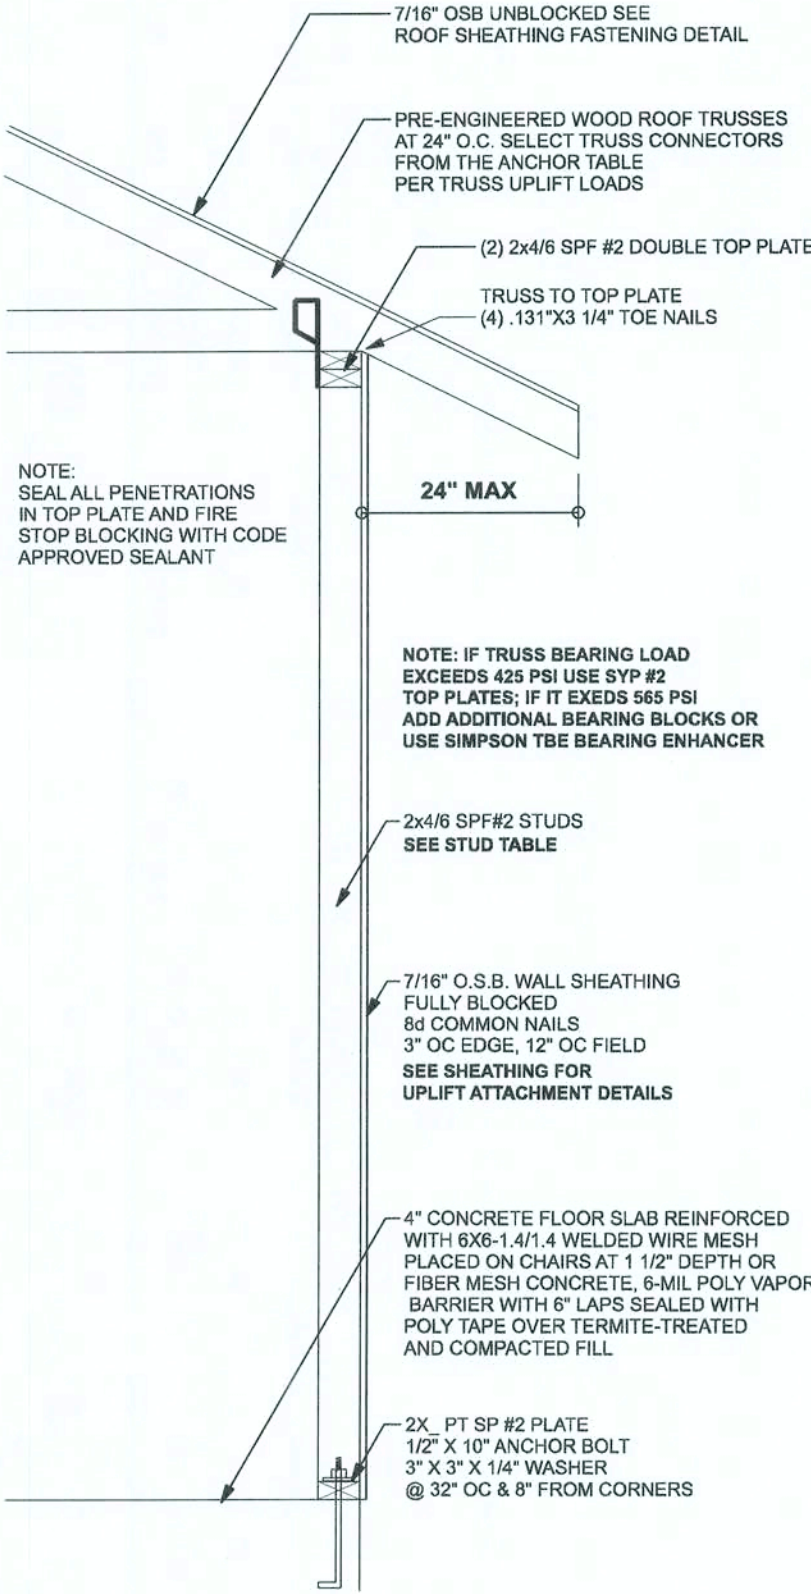 7/16" OSB UNBLOCKED SEE
ROOF SHEATHING FASTENING DETAIL
PRE-ENGINEERED WOOD ROOF TRUSSES
AT 24" O.C. SELECT TRUSS CONNECTORS
FROM THE ANCHOR TABLE
PER TRUSS UPLIFT LOADS
(2) 2x4/6 SPF #2 DOUBLE TOP PLATE
TRUSS TO TOP PLATE
(4) .131"X3 1/4" TOE NAILS
NOTE:
SEAL ALL PENETRATIONS
IN TOP PLATE AND FIRE
STOP BLOCKING WITH CODE
APPROVED SEALANT
24" MAX
NOTE: IF TRUSS BEARING LOAD
EXCEEDS 425 PSI USE SYP #2
TOP PLATES; IF IT EXEDS 565 PSI
ADD ADDITIONAL BEARING BLOCKS OR
USE SIMPSON TBE BEARING ENHANCER
2x4/6 SPF#2 STUDS
SEE STUD TABLE
7/16" O.S.B. WALL SHEATHING
FULLY BLOCKED
8d COMMON NAILS
3" OC EDGE, 12" OC FIELD
SEE SHEATHING FOR
UPLIFT ATTACHMENT DETAILS
4" CONCRETE FLOOR SLAB REINFORCED
WITH 6X6-1.4/1.4 WELDED WIRE MESH
PLACED ON CHAIRS AT 1 1/2" DEPTH OR
FIBER MESH CONCRETE, 6-MIL POLY VAPOR
BARRIER WITH 6" LAPS SEALED WITH
POLY TAPE OVER TERMITE-TREATED
AND COMPACTED FILL
2X_ PT SP #2 PLATE
1/2" X 10" ANCHOR BOLT
3" X 3" X 1/4" WASHER
@ 32" OC & 8" FROM CORNERS